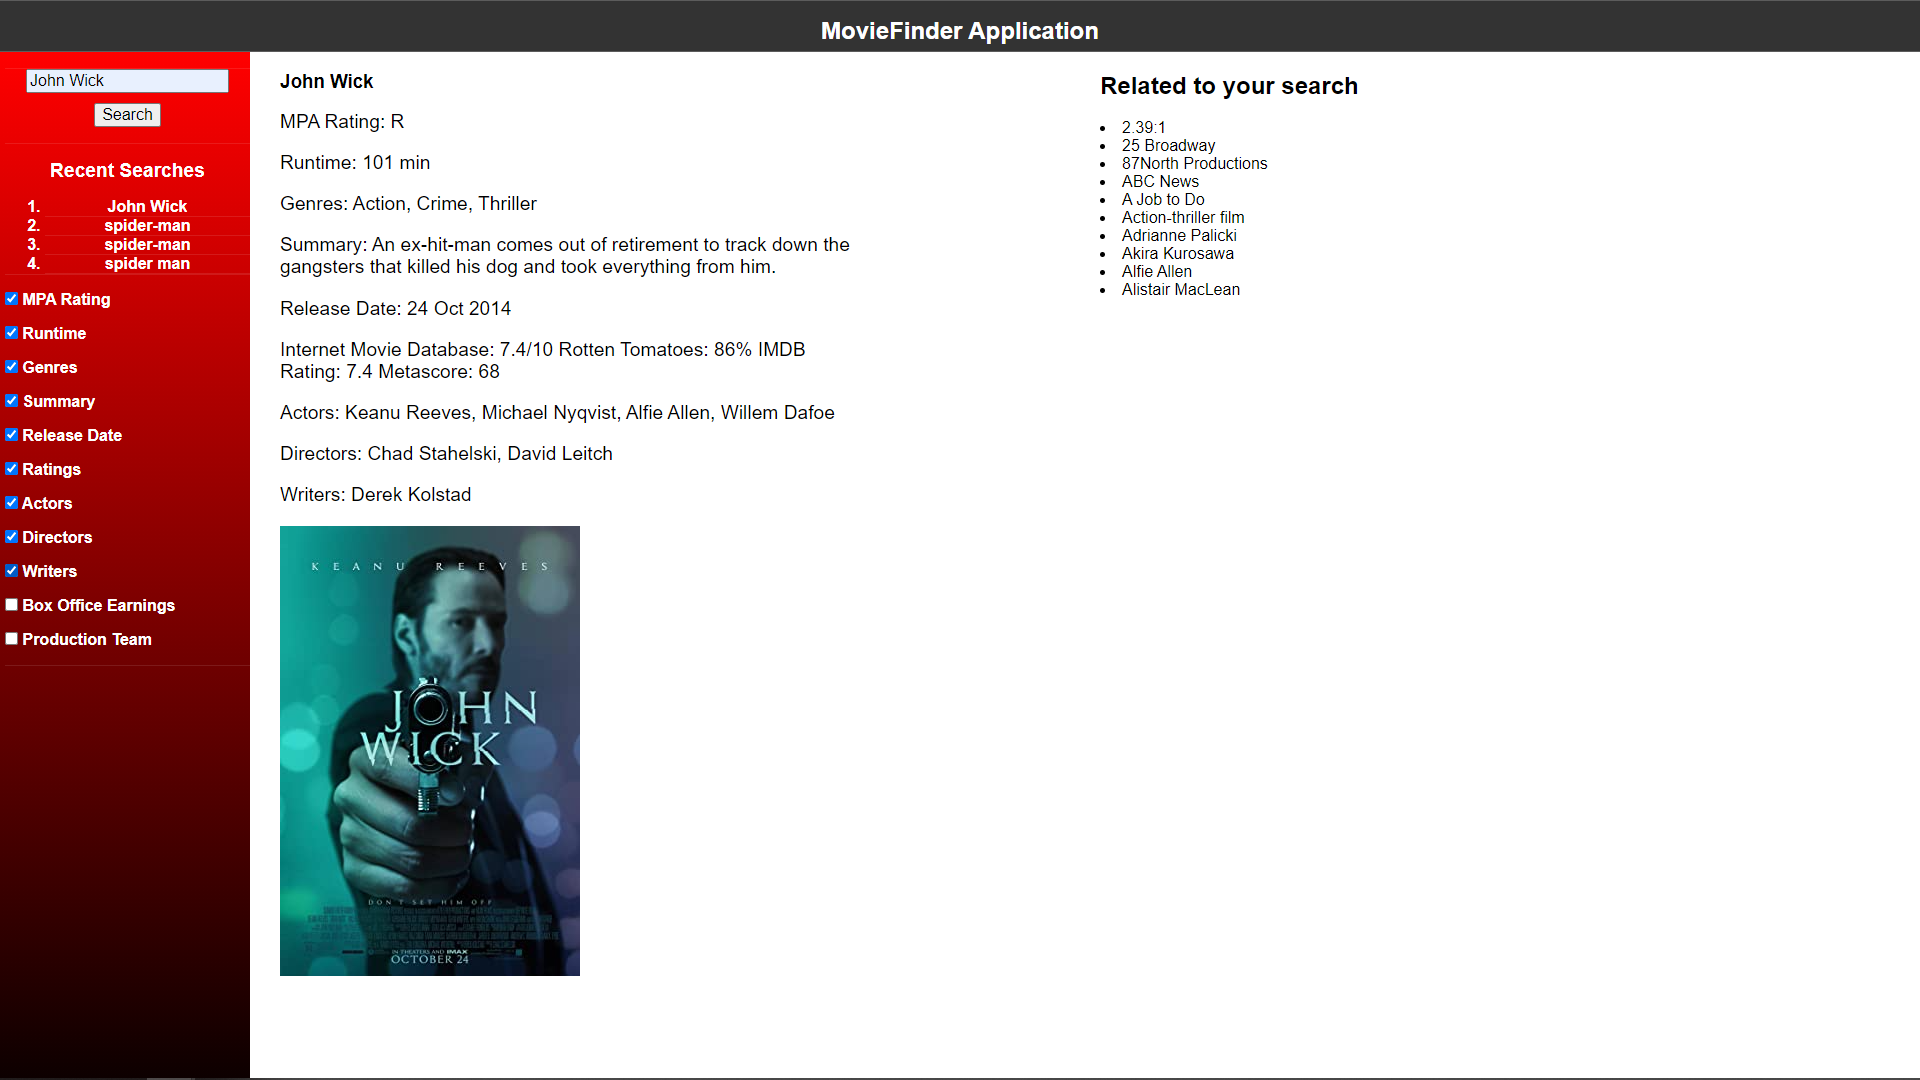 MovieFinder Application
John Wick
Search
Recent Searches
1. John Wick
2. spider-man
3. spider-man
4. spider man
MPA Rating
Runtime
Genres
Summary
Release Date
Ratings
Actors
Directors
Writers
Box Office Earnings
Production Team
John Wick
MPA Rating: R
Runtime: 101 min
Genres: Action, Crime, Thriller
Summary: An ex-hit-man comes out of retirement to track down the
gangsters that killed his dog and took everything from him.
Release Date: 24 Oct 2014
Internet Movie Database: 7.4/10 Rotten Tomatoes: 86% IMDB
Rating: 7.4 Metascore: 68
Actors: Keanu Reeves, Michael Nyqvist, Alfie Allen, Willem Dafoe
Directors: Chad Stahelski, David Leitch
Writers: Derek Kolstad
KEANU REEVES
JOHN
WICK
DON'T SET HIM OFF
IN THEATERS AND IMAX
OCTOBER 24
Related to your search
2.39:1
25 Broadway
87North Productions
ABC News
A Job to Do
Action-thriller film
Adrianne Palicki
Akira Kurosawa
Alfie Allen
Alistair MacLean